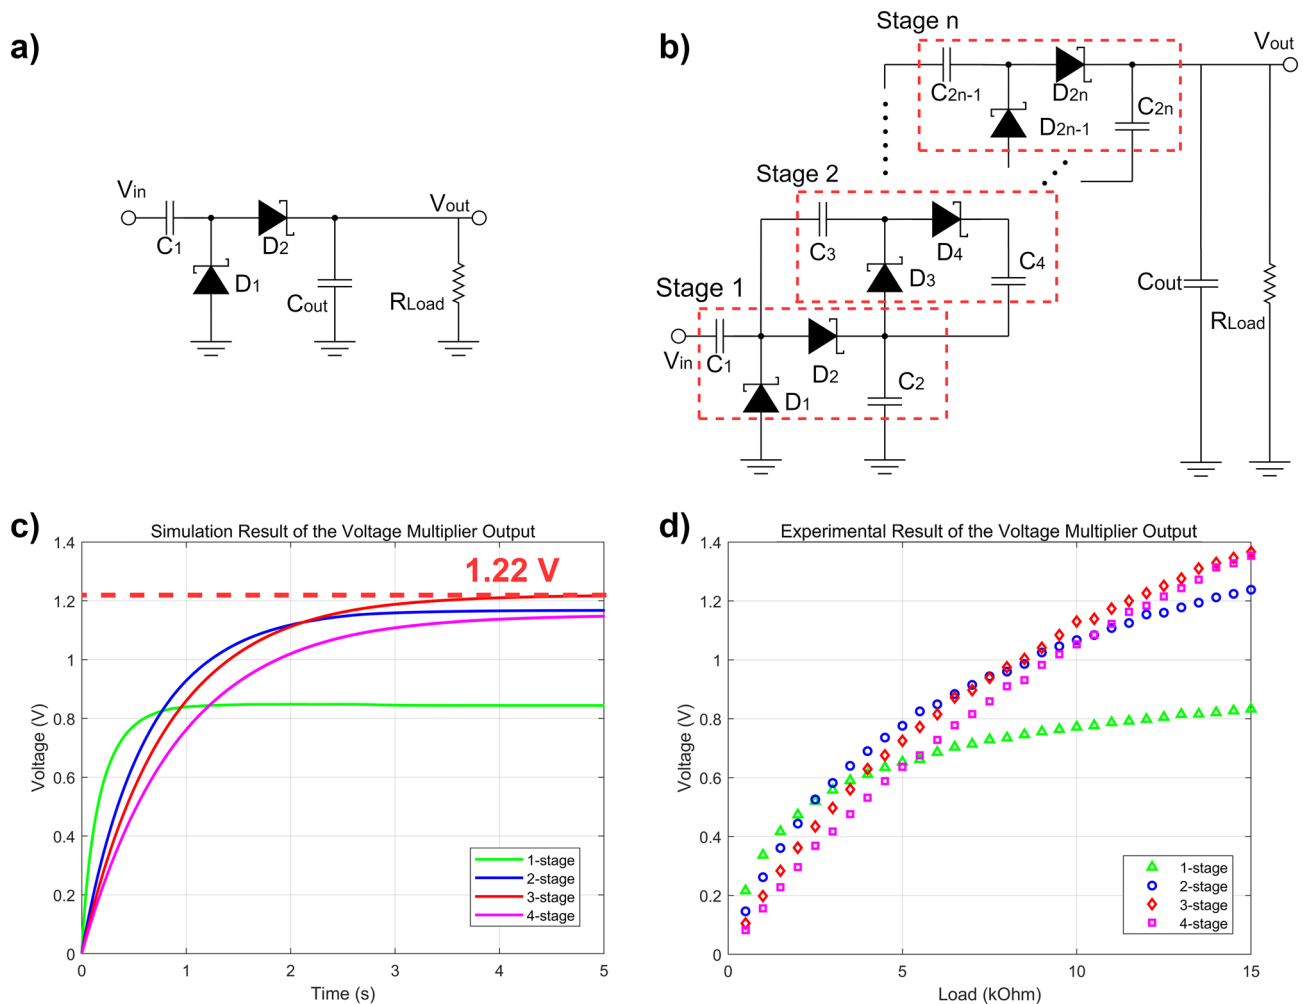 a)
Vin
C1
D1
D2
Cout
RLoad
Vout
b)
Stage n
Vout
C2n-1
D2n
D2n-1
C2n
Stage 2
C3
D4
D3
C4
Stage 1
Vin
C1
D2
D1
C2
Cout
RLoad
c)
Simulation Result of the Voltage Multiplier Output
1.22 V
Voltage (V)
1.4
1.2
1
0.8
0.6
0.4
0.2
0
0 1 2 3 4 5
Time (s)
1-stage
2-stage
3-stage
4-stage
d)
Experimental Result of the Voltage Multiplier Output
Voltage (V)
1.4
1.2
1
0.8
0.6
0.4
0.2
0
0 5 10 15
Load (kOhm)
1-stage
2-stage
3-stage
4-stage